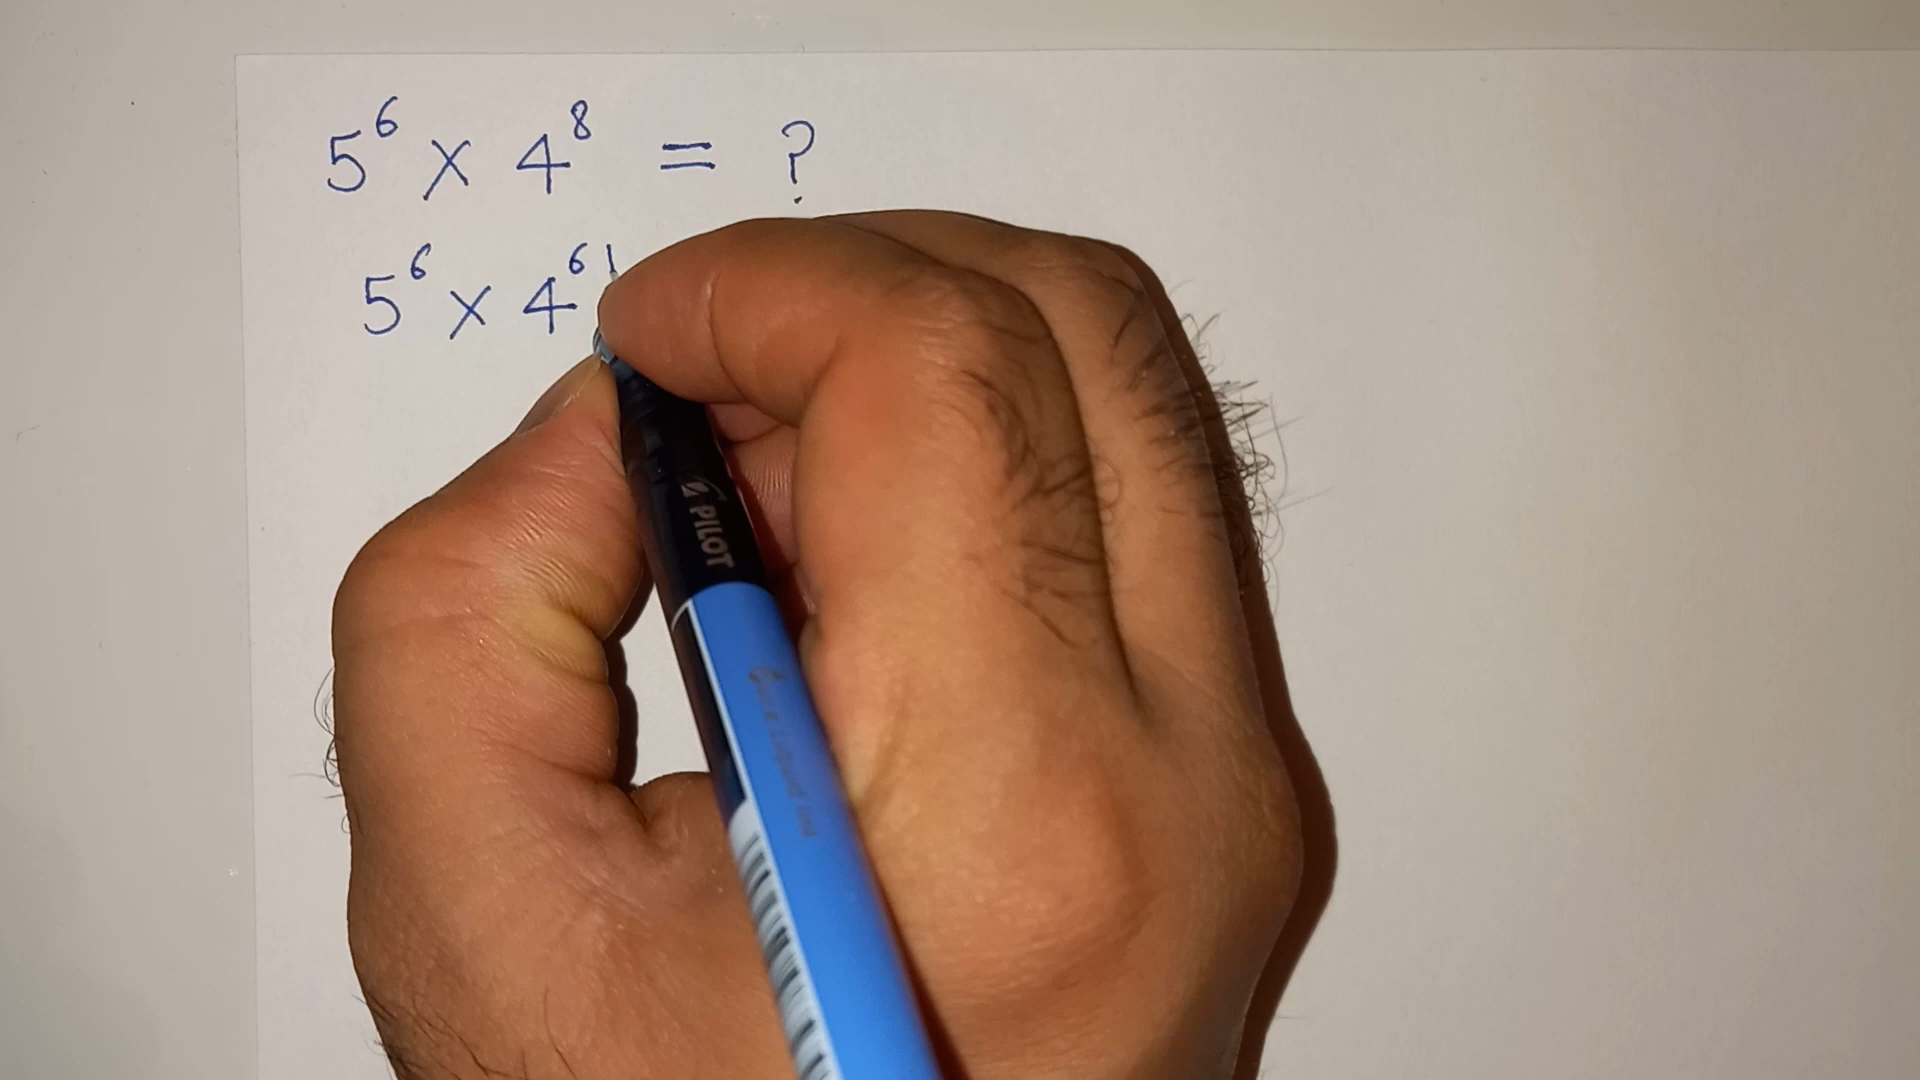 5⁶ x 4⁸ = ?
5⁶ x 4⁶
PILOT